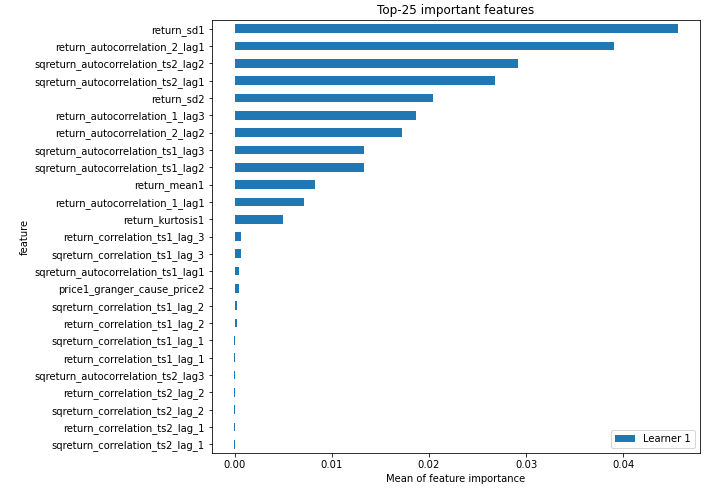 Top-25 important features
return_sd1
return_autocorrelation_2_lag1
sqreturn_autocorrelation_ts2_lag2
sqreturn_autocorrelation_ts2_lag1
return_sd2
return_autocorrelation_1_lag3
return_autocorrelation_2_lag2
sqreturn_autocorrelation_ts1_lag3
sqreturn_autocorrelation_ts1_lag2
return_mean1
return_autocorrelation_1_lag1
return_kurtosis1
return_correlation_ts1_lag_3
sqreturn_correlation_ts1_lag_3
sqreturn_autocorrelation_ts1_lag1
price1_granger_cause_price2
sqreturn_correlation_ts1_lag_2
return_correlation_ts1_lag_2
sqreturn_correlation_ts1_lag_1
return_correlation_ts1_lag_1
sqreturn_autocorrelation_ts2_lag3
return_correlation_ts2_lag_2
sqreturn_correlation_ts2_lag_2
return_correlation_ts2_lag_1
sqreturn_correlation_ts2_lag_1
feature
Learner 1
0.00 0.01 0.02 0.03 0.04
Mean of feature importance